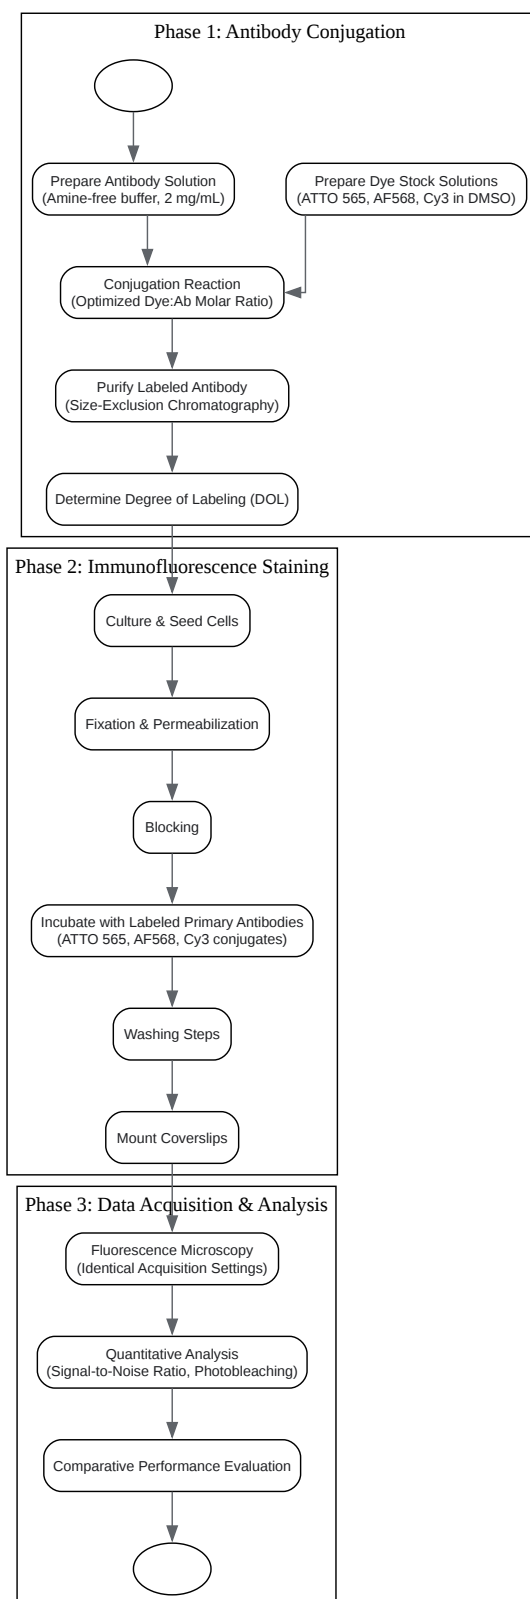 Phase 1: Antibody Conjugation
Prepare Antibody Solution
(Amine-free buffer, 2 mg/mL)
Prepare Dye Stock Solutions
(ATTO 565, AF568, Cy3 in DMSO)
Conjugation Reaction
(Optimized Dye:Ab Molar Ratio)
Purify Labeled Antibody
(Size-Exclusion Chromatography)
Determine Degree of Labeling (DOL)
Phase 2: Immunofluorescence Staining
Culture & Seed Cells
Fixation & Permeabilization
Blocking
Incubate with Labeled Primary Antibodies
(ATTO 565, AF568, Cy3 conjugates)
Washing Steps
Mount Coverslips
Phase 3: Data Acquisition & Analysis
Fluorescence Microscopy
(Identical Acquisition Settings)
Quantitative Analysis
(Signal-to-Noise Ratio, Photobleaching)
Comparative Performance Evaluation